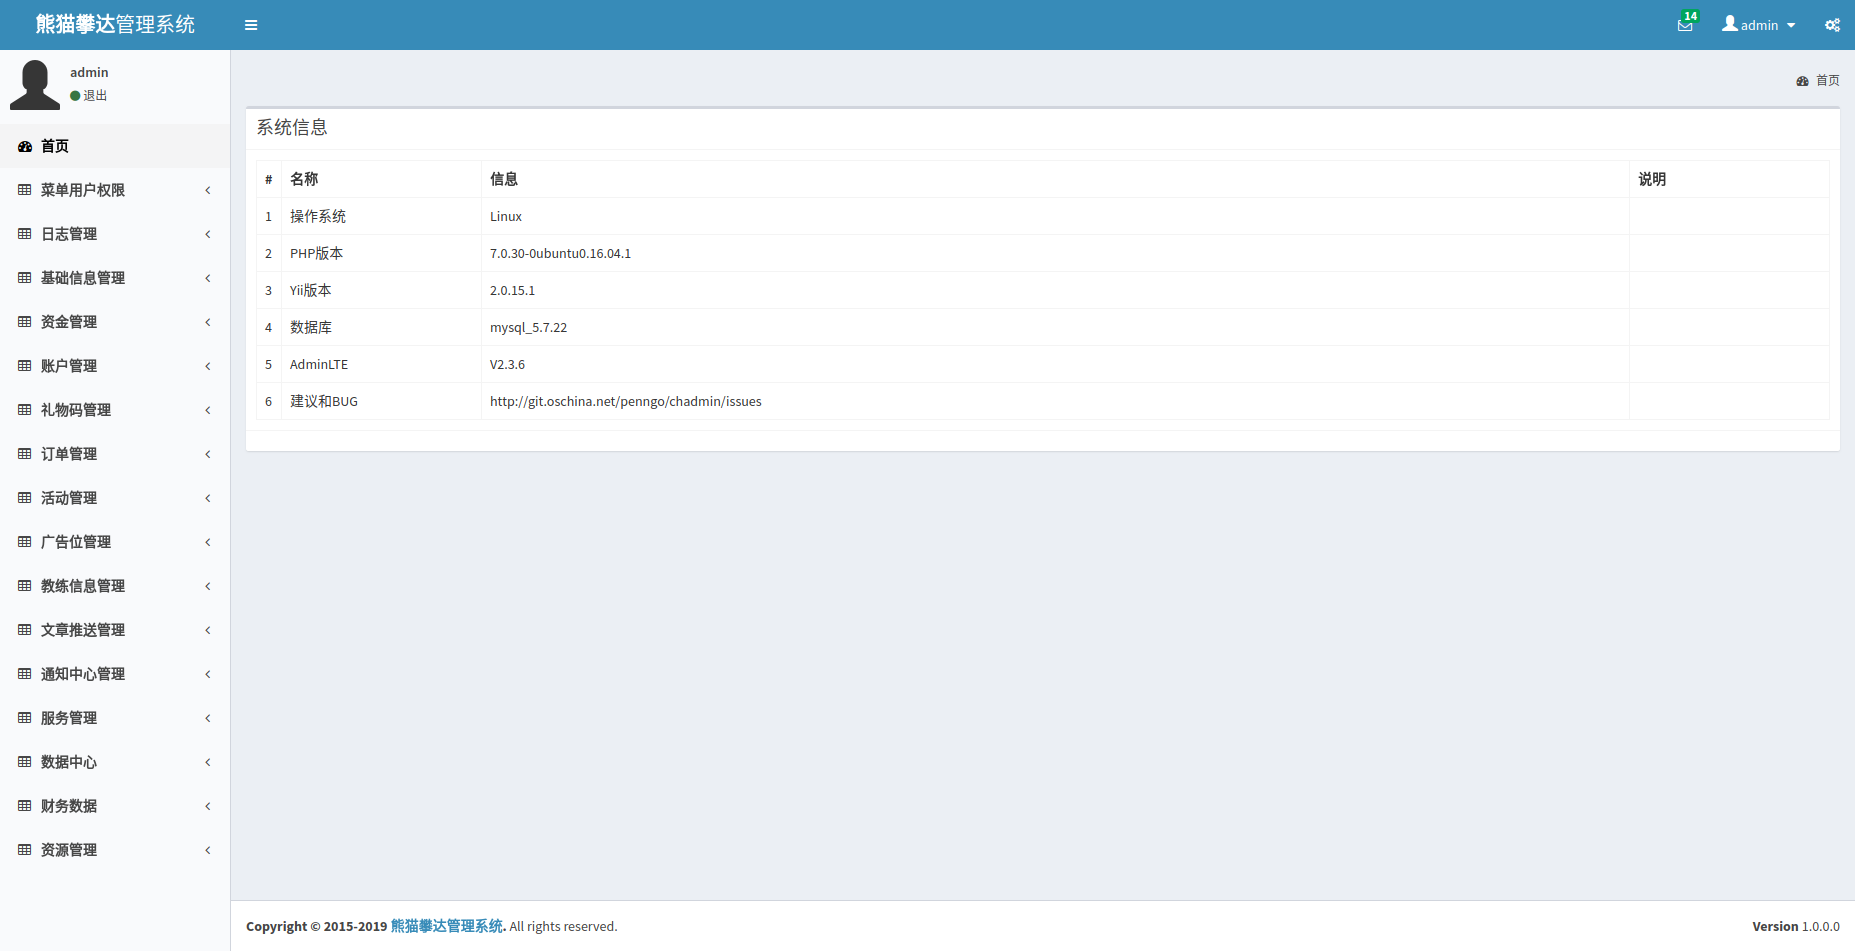 熊猫攀达管理系统
14
admin
admin
退出
首页
首页
菜单用户权限
日志管理
基础信息管理
资金管理
账户管理
礼物码管理
订单管理
活动管理
广告位管理
教练信息管理
文章推送管理
通知中心管理
服务管理
数据中心
财务数据
资源管理
系统信息
# 名称 信息 说明
1 操作系统 Linux
2 PHP版本 7.0.30-0ubuntu0.16.04.1
3 Yii版本 2.0.15.1
4 数据库 mysql_5.7.22
5 AdminLTE V2.3.6
6 建议和BUG http://git.oschina.net/penngo/chadmin/issues
Copyright © 2015-2019 熊猫攀达管理系统. All rights reserved.
Version 1.0.0.0